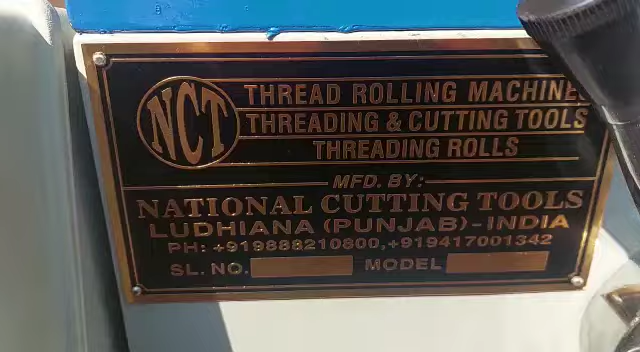 NCT
THREAD ROLLING MACHINES
THREADING & CUTTING TOOLS
THREADING ROLLS
MFD. BY:
NATIONAL CUTTING TOOLS
LUDHIANA (PUNJAB)-INDIA
PH: +919888210800,+919417001342
SL. NO.
MODEL